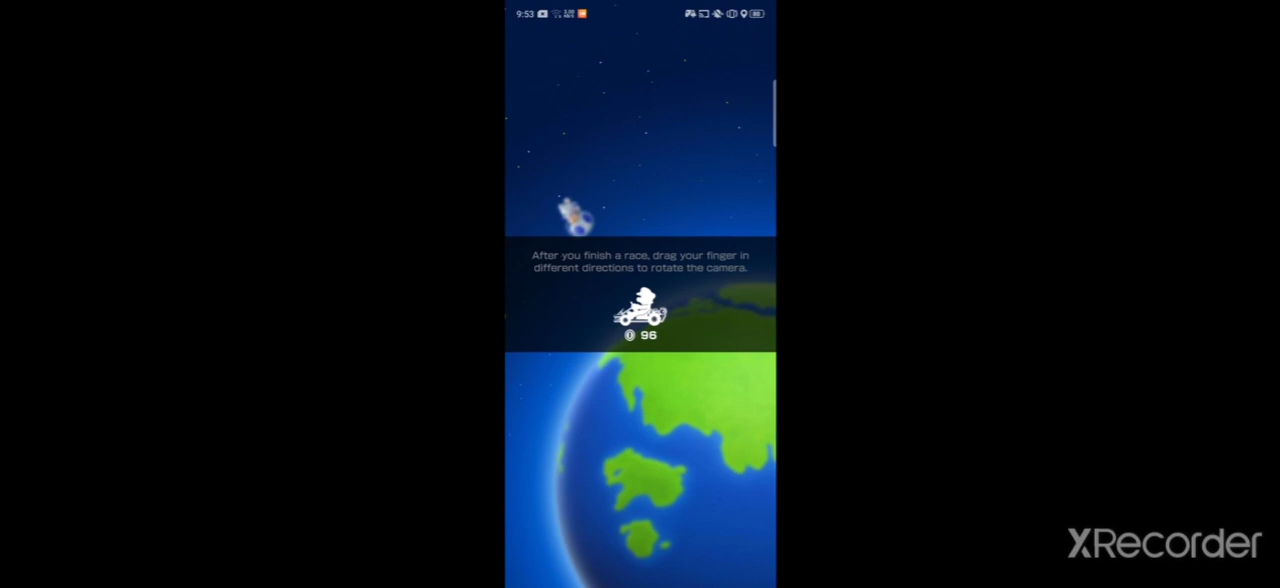 9:53
After you finish a race, drag your finger in
different directions to rotate the camera.
96
XRecorder